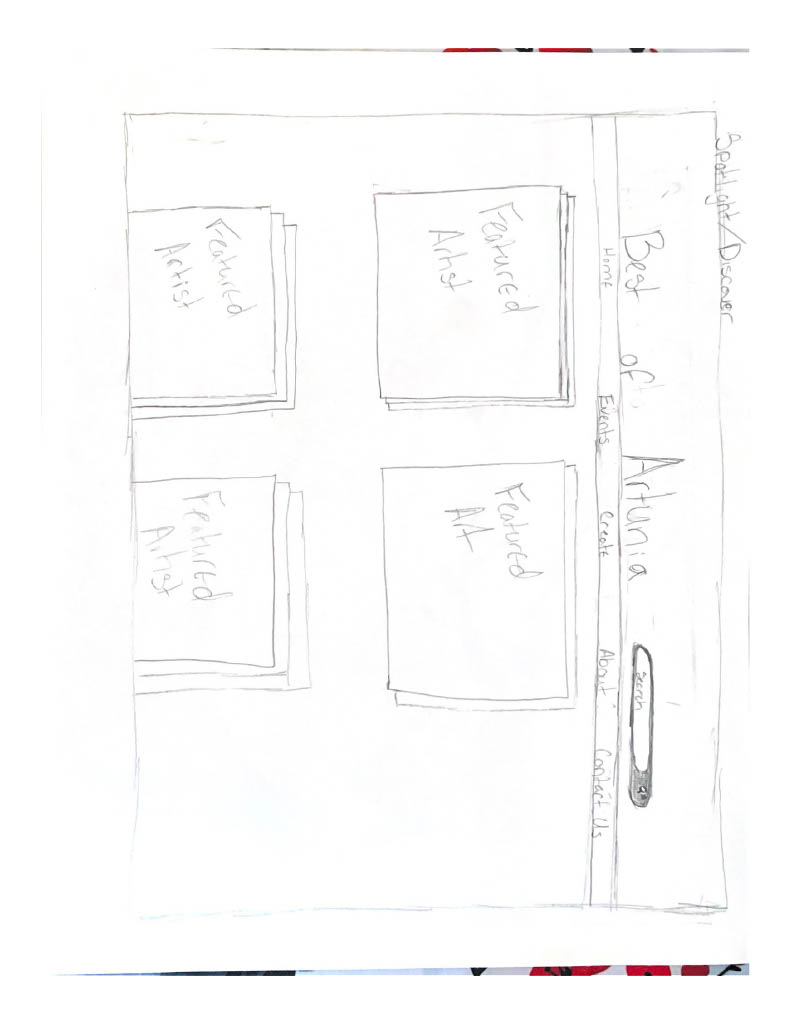 Spotlight/Discover
Best of Artunia
Search
Home Events Create About Contact Us
Featured
Artist
Featured
Art
Featured
Artist
Featured
Artist